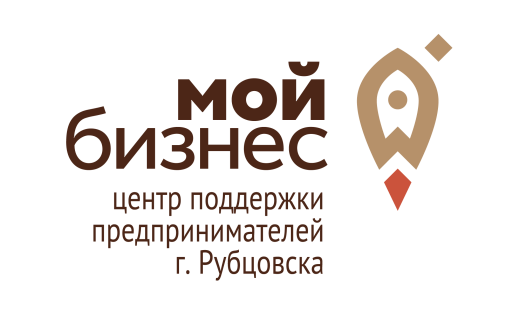 мой
бизнес
центр поддержки
предпринимателей
г. Рубцовска